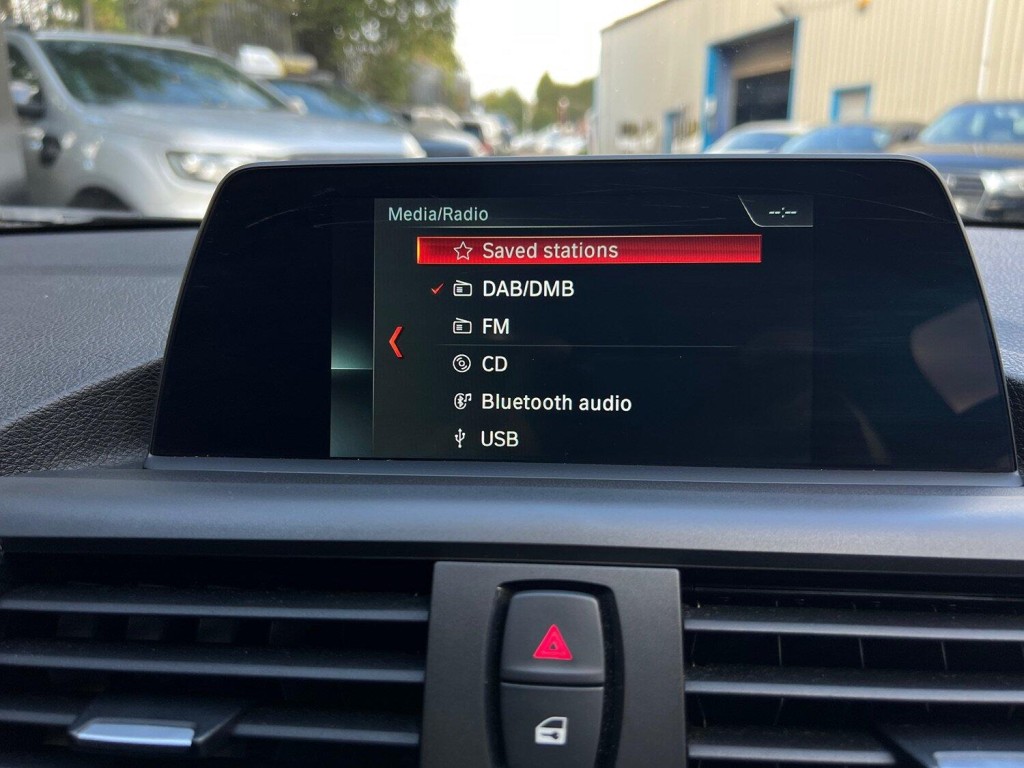 Media/Radio
--:--
Saved stations
DAB/DMB
FM
CD
Bluetooth audio
USB